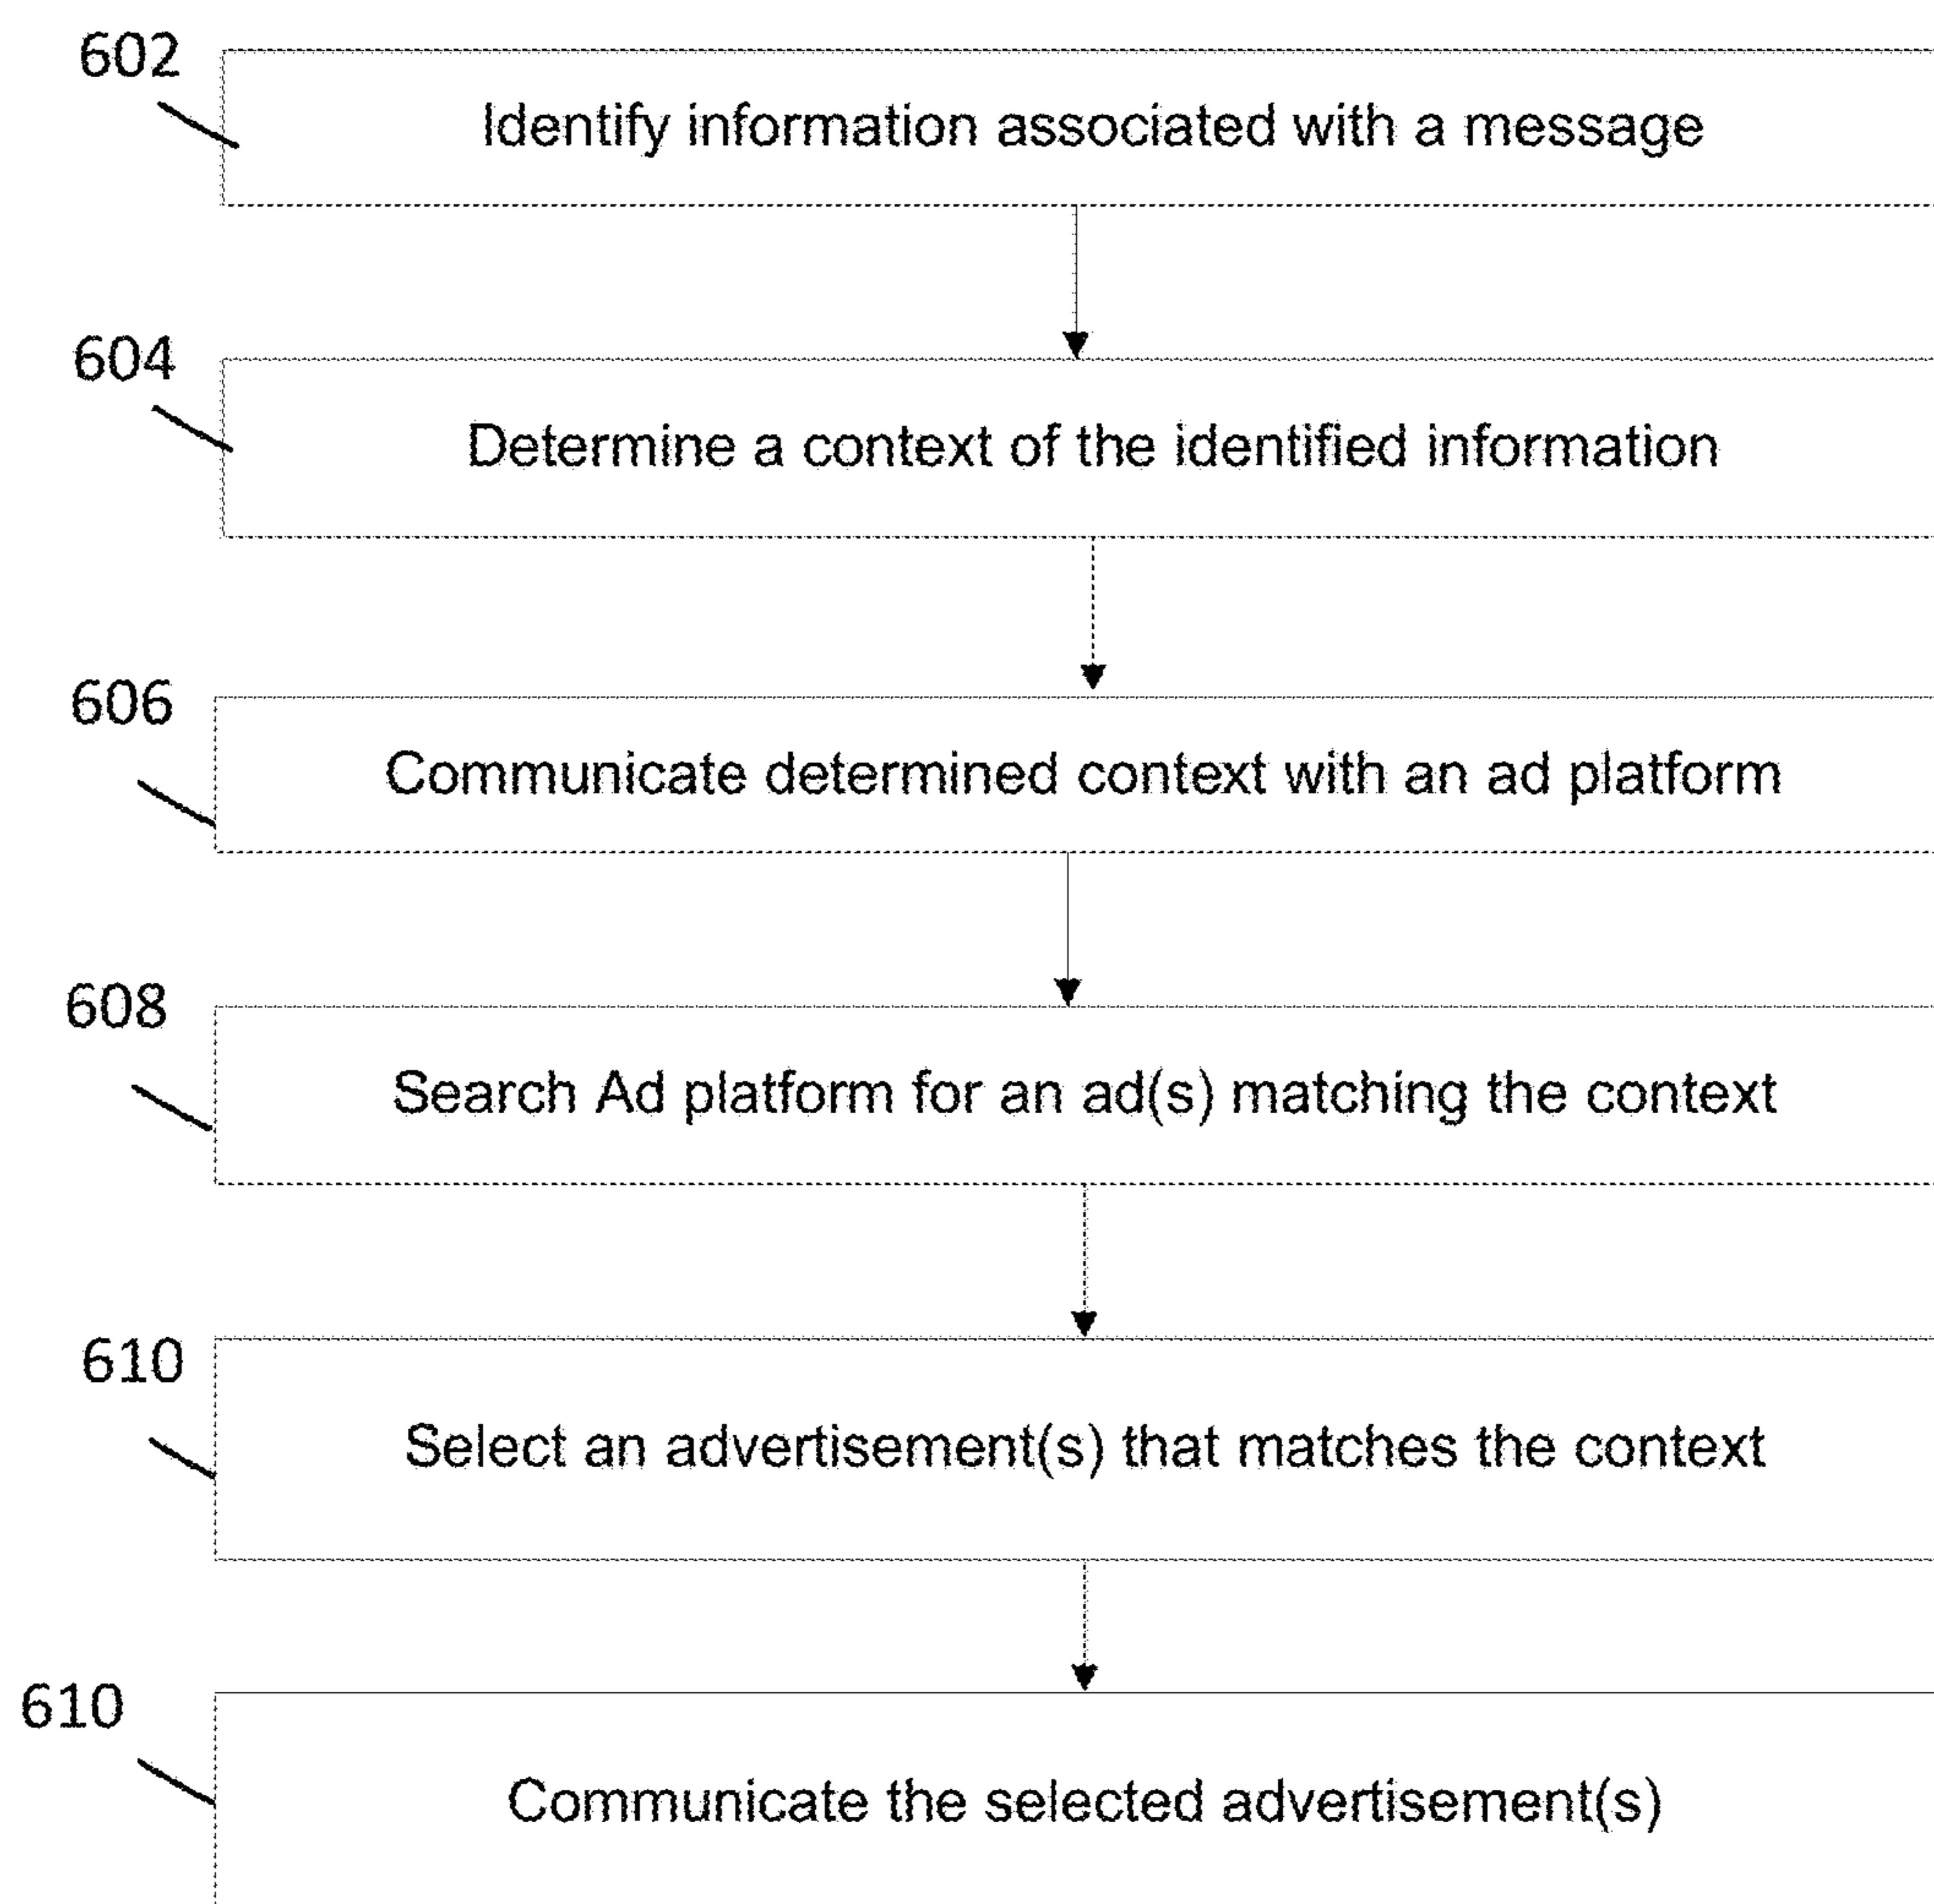 602
Identify information associated with a message
604
Determine a context of the identified information
606
Communicate determined context with an ad platform
608
Search Ad platform for an ad(s) matching the context
610
Select an advertisement(s) that matches the context
610
Communicate the selected advertisement(s)